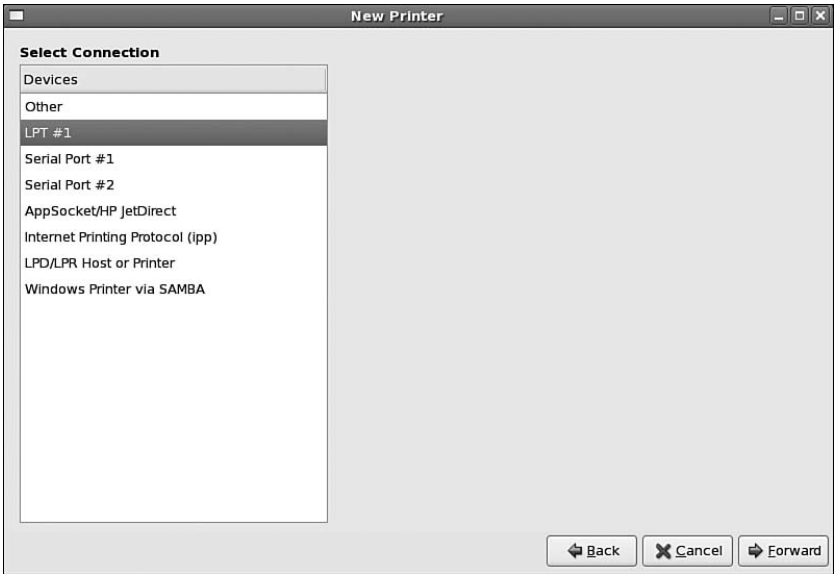 New Printer
Select Connection
Devices
Other
LPT #1
Serial Port #1
Serial Port #2
AppSocket/HP JetDirect
Internet Printing Protocol (ipp)
LPD/LPR Host or Printer
Windows Printer via SAMBA
Back Cancel Forward